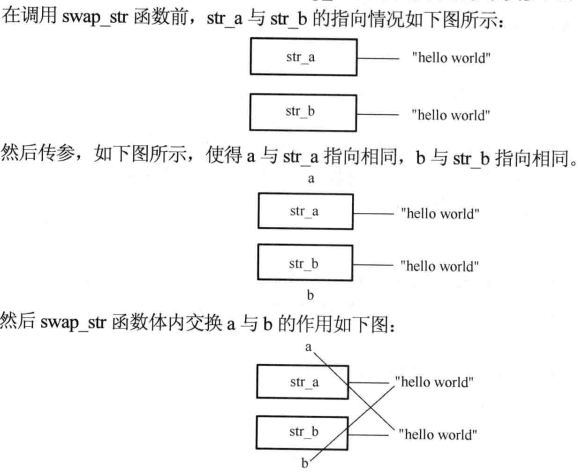 在调用 swap_str 函数前，str_a 与 str_b 的指向情况如下图所示：
str_a "hello world"
str_b "hello world"
然后传参，如下图所示，使得 a 与 str_a 指向相同，b 与 str_b 指向相同。
a
str_a "hello world"
str_b "hello world"
b
然后 swap_str 函数体内交换 a 与 b 的作用如下图：
a
str_a "hello world"
str_b "hello world"
b